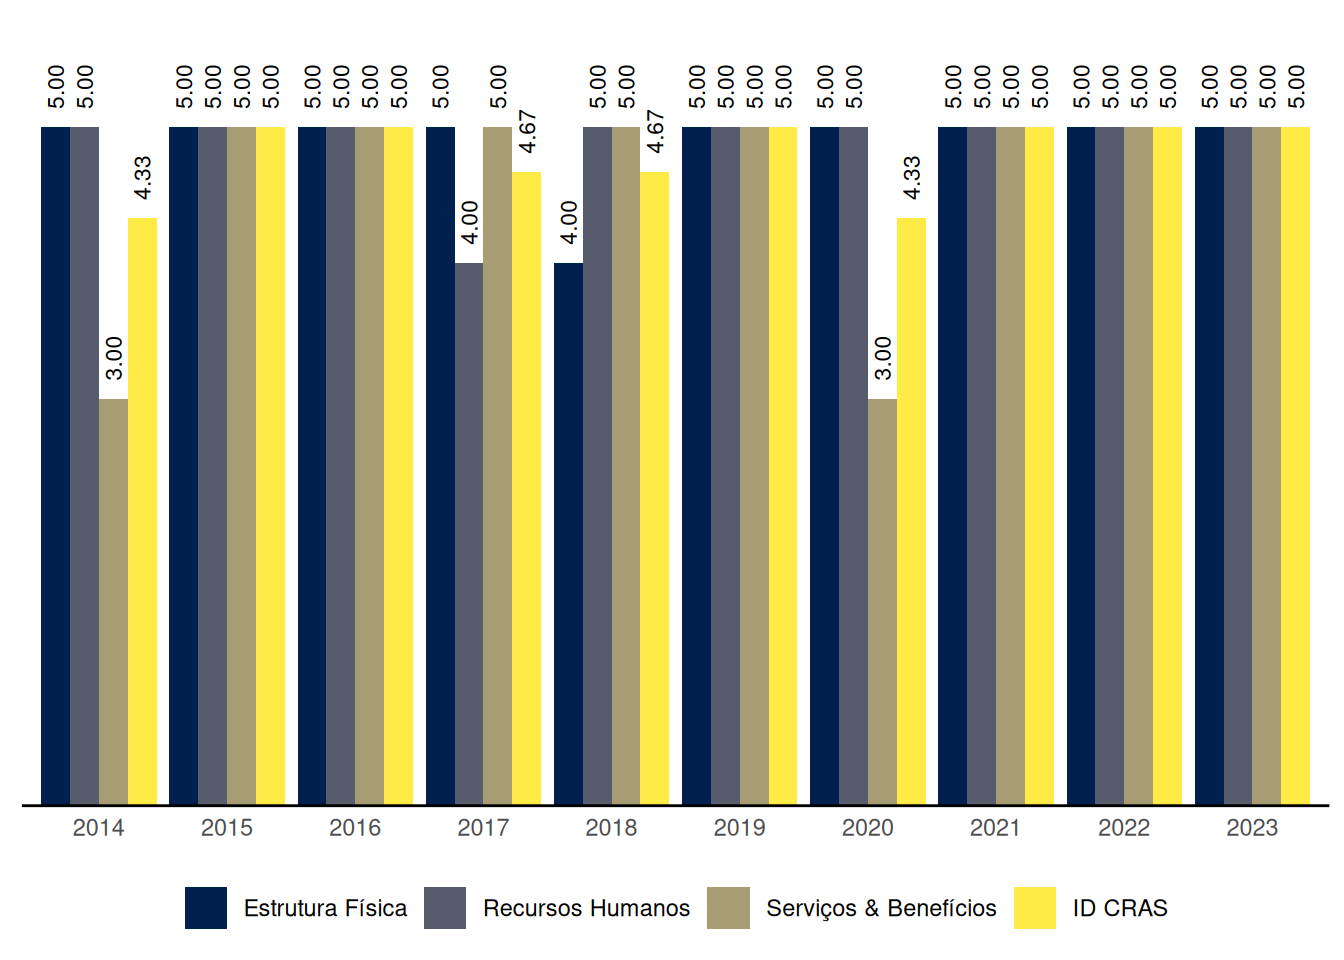 5.00 5.00 3.00 4.33 5.00 5.00 5.00 5.00 5.00 5.00 5.00 5.00 5.00 4.00 5.00 4.67 4.00 5.00 5.00 4.67 5.00 5.00 5.00 5.00 5.00 5.00 3.00 4.33 5.00 5.00 5.00 5.00 5.00 5.00 5.00 5.00 5.00 5.00 5.00 5.00
2014 2015 2016 2017 2018 2019 2020 2021 2022 2023
Estrutura Física Recursos Humanos Serviços & Benefícios ID CRAS